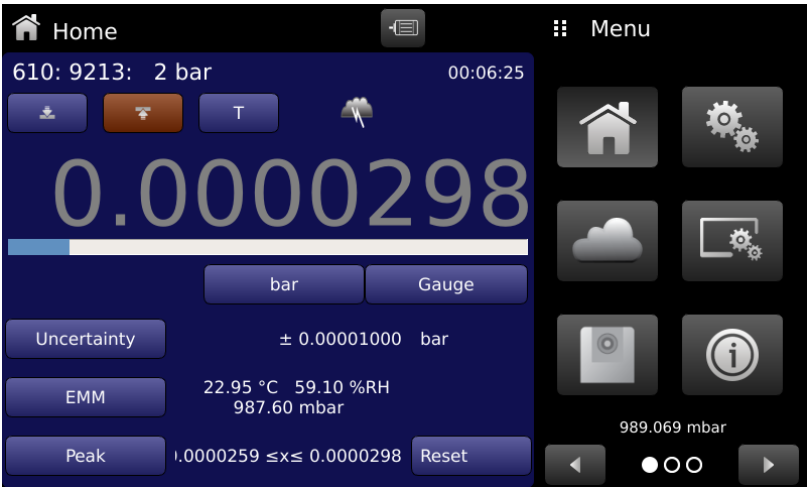 Home
Menu
610: 9213: 2 bar
00:06:25
T
0.0000298
bar
Gauge
Uncertainty
± 0.00001000 bar
EMM
22.95 °C 59.10 %RH
987.60 mbar
989.069 mbar
Peak
.0000259 ≤x≤ 0.0000298
Reset